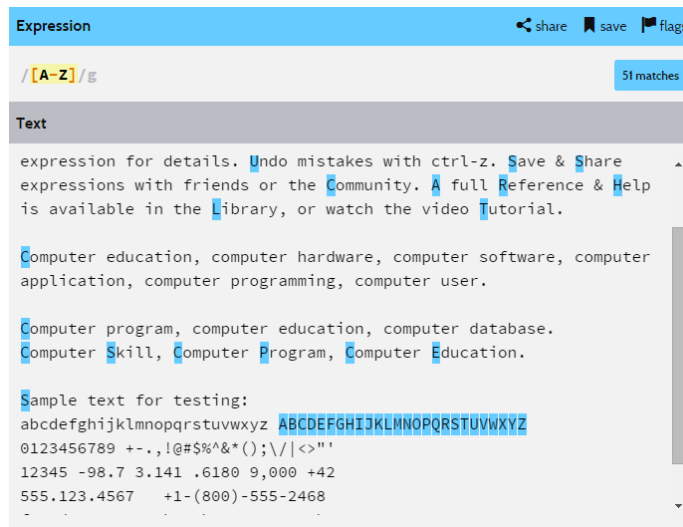 Expression share save flags
/[A-Z]/g 51 matches
Text
expression for details. Undo mistakes with ctrl-z. Save & Share
expressions with friends or the Community. A full Reference & Help
is available in the Library, or watch the video Tutorial.
Computer education, computer hardware, computer software, computer
application, computer programming, computer user.
Computer program, computer education, computer database.
Computer Skill, Computer Program, Computer Education.
Sample text for testing:
abcdefghijklmnopqrstuvwxyz ABCDEFGHIJKLMNOPQRSTUVWXYZ
0123456789 +-.,!@#$%^&*();\/|<>"'
12345 -98.7 3.141 .6180 9,000 +42
555.123.4567 +1-(800)-555-2468